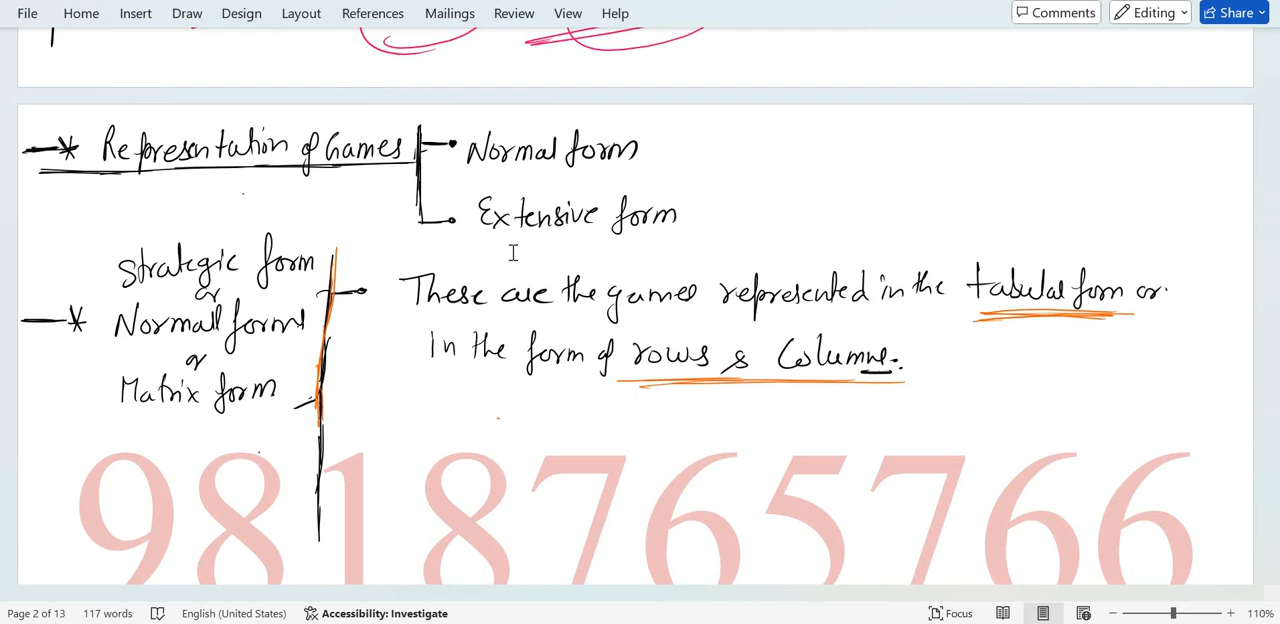 File Home Insert Draw Design Layout References Mailings Review View Help Comments Editing Share
Representation of Games
Normal form
Extensive form
Strategic form
or
Normal form
or
Matrix form
These are the games represented in the tabular form or
in the form of rows & Columns.
9818765766
Page 2 of 13 117 words English (United States) Accessibility: Investigate Focus 110%